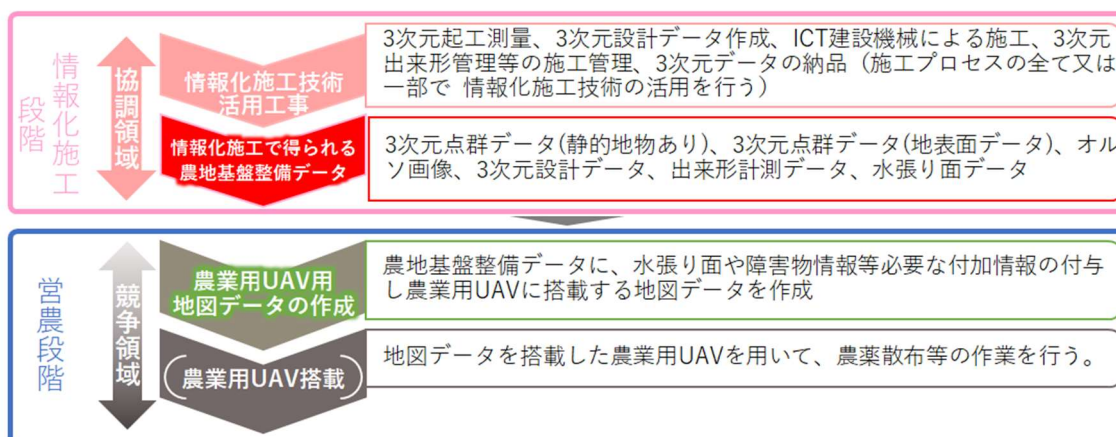 情報化施工
段階
協調領域
情報化施工技術
活用工事
3次元起工測量、3次元設計データ作成、ICT建設機械による施工、3次元
出来形管理等の施工管理、3次元データの納品（施工プロセスの全て又は
一部で 情報化施工技術の活用を行う）
情報化施工で得られる
農地基盤整備データ
3次元点群データ(静的地物あり)、3次元点群データ(地表面データ)、オル
ソ画像、3次元設計データ、出来形計測データ、水張り面データ
営農段階
競争領域
農業用UAV用
地図データの作成
農地基盤整備データに、水張り面や障害物情報等必要な付加情報の付与
し農業用UAVに搭載する地図データを作成
（農業用UAV搭載）
地図データを搭載した農業用UAVを用いて、農薬散布等の作業を行う。